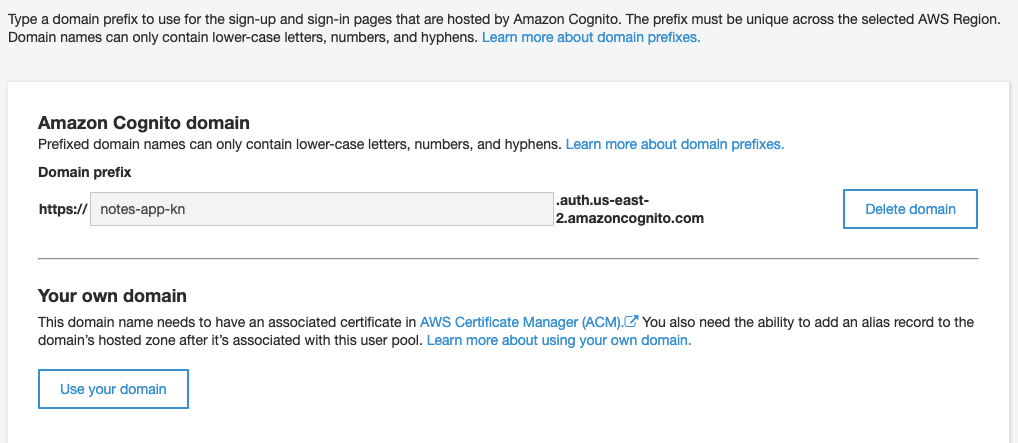 Type a domain prefix to use for the sign-up and sign-in pages that are hosted by Amazon Cognito. The prefix must be unique across the selected AWS Region.
Domain names can only contain lower-case letters, numbers, and hyphens. Learn more about domain prefixes.
Amazon Cognito domain
Prefixed domain names can only contain lower-case letters, numbers, and hyphens. Learn more about domain prefixes.
Domain prefix
https:// notes-app-kn .auth.us-east-
2.amazoncognito.com
Delete domain
Your own domain
This domain name needs to have an associated certificate in AWS Certificate Manager (ACM). You also need the ability to add an alias record to the
domain's hosted zone after it's associated with this user pool. Learn more about using your own domain.
Use your domain